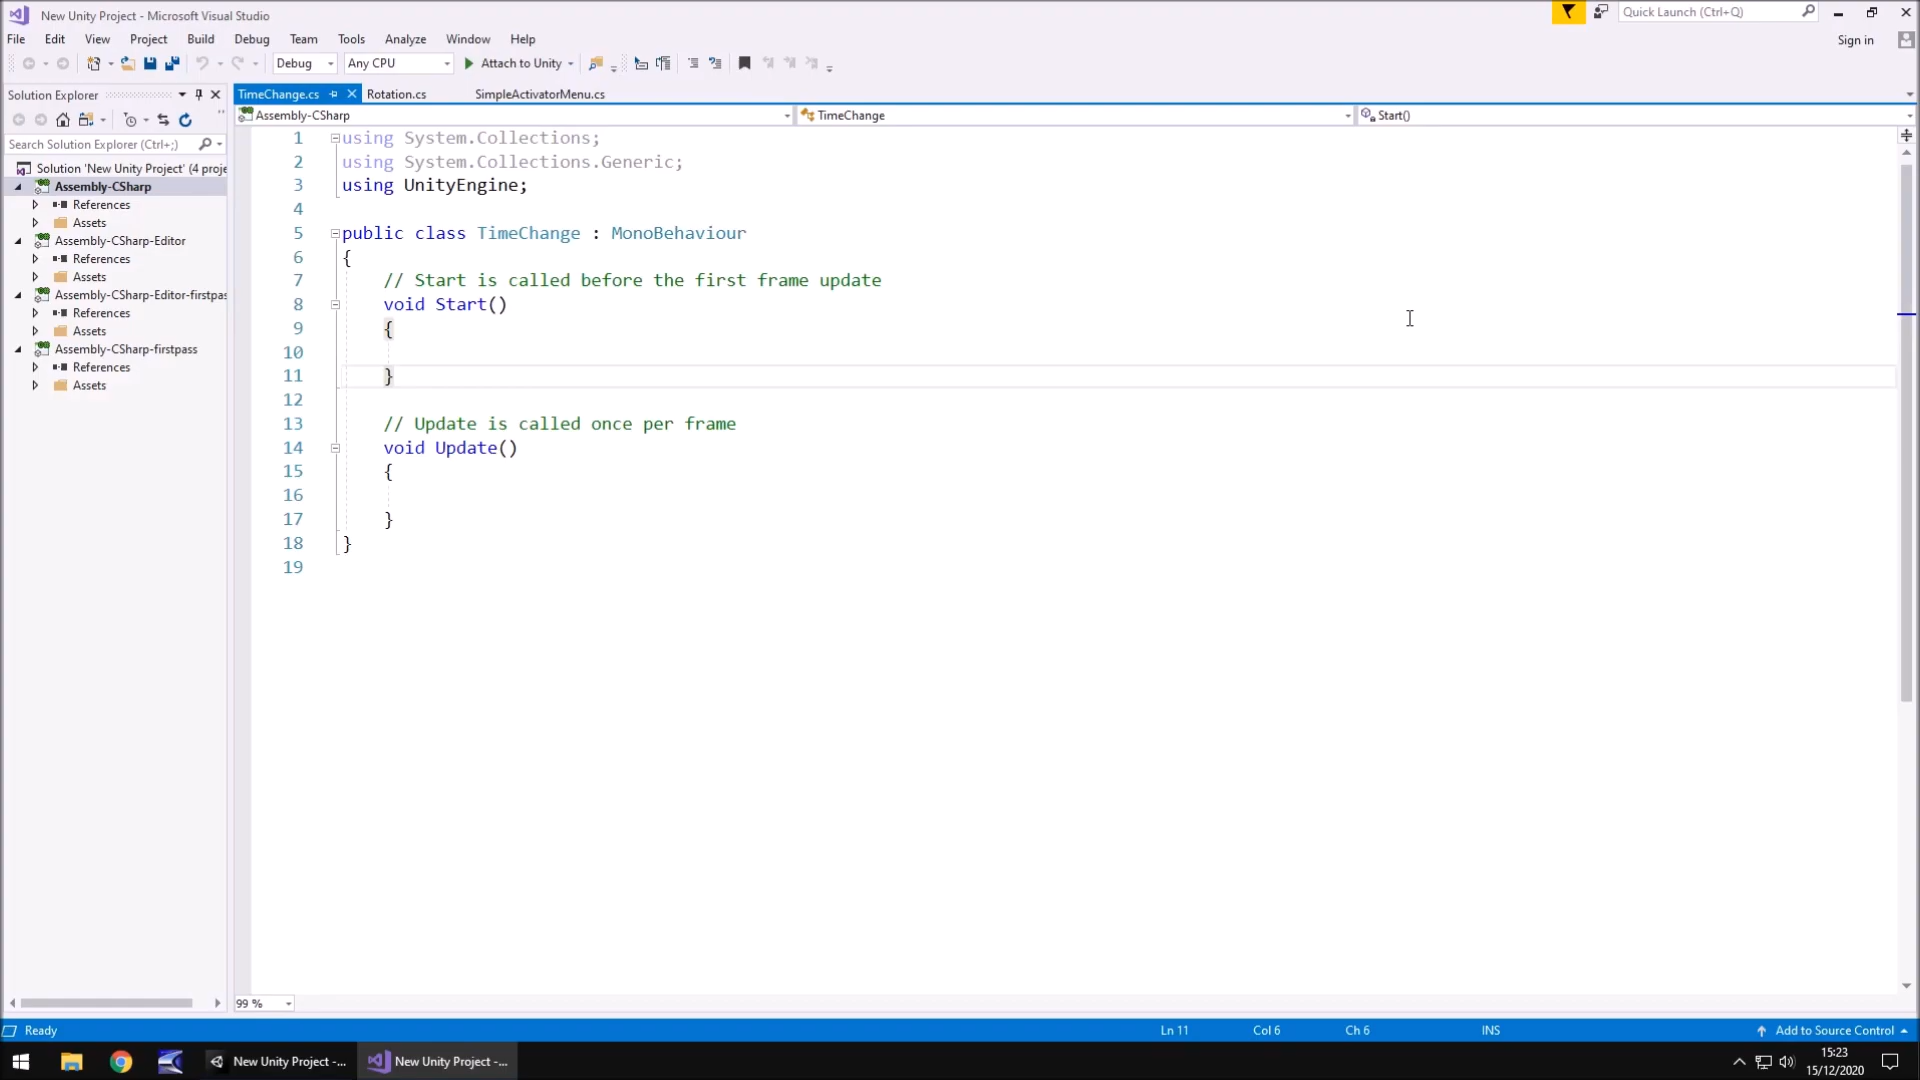 New Unity Project - Microsoft Visual Studio
Quick Launch (Ctrl+Q)
File Edit View Project Build Debug Team Tools Analyze Window Help
Sign in
Debug Any CPU Attach to Unity
Solution Explorer
TimeChange.cs Rotation.cs SimpleActivatorMenu.cs
Assembly-CSharp TimeChange Start()
Search Solution Explorer (Ctrl+;)
Solution 'New Unity Project' (4 proje
Assembly-CSharp
References
Assets
Assembly-CSharp-Editor
References
Assets
Assembly-CSharp-Editor-firstpas
References
Assets
Assembly-CSharp-firstpass
References
Assets
1 using System.Collections;
2 using System.Collections.Generic;
3 using UnityEngine;
4
5 public class TimeChange : MonoBehaviour
6 {
7 // Start is called before the first frame update
8 void Start()
9 {
10
11 }
12
13 // Update is called once per frame
14 void Update()
15 {
16
17 }
18 }
19
99 %
Ready Ln 11 Col 6 Ch 6 INS Add to Source Control
New Unity Project -... New Unity Project -...
15:23
15/12/2020